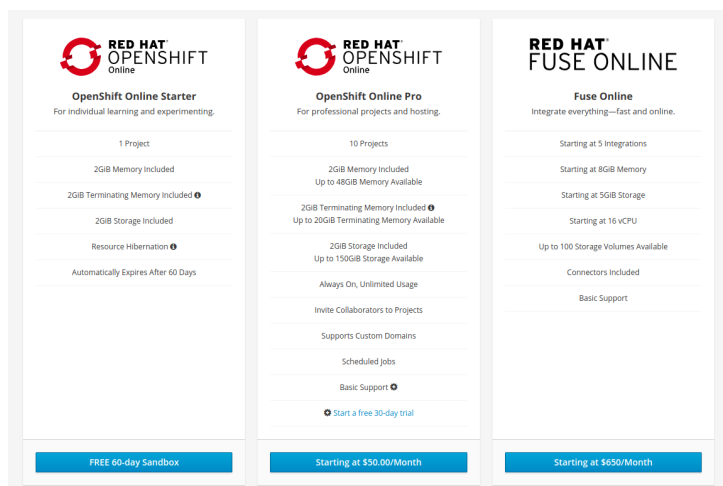 RED HAT
OPENSHIFT
Online
OpenShift Online Starter
For individual learning and experimenting.
1 Project
2GiB Memory Included
2GiB Terminating Memory Included
2GiB Storage Included
Resource Hibernation
Automatically Expires After 60 Days
FREE 60-day Sandbox
RED HAT
OPENSHIFT
Online
OpenShift Online Pro
For professional projects and hosting.
10 Projects
2GiB Memory Included
Up to 48GiB Memory Available
2GiB Terminating Memory Included
Up to 20GiB Terminating Memory Available
2GiB Storage Included
Up to 150GiB Storage Available
Always On, Unlimited Usage
Invite Collaborators to Projects
Supports Custom Domains
Scheduled Jobs
Basic Support
Start a free 30-day trial
Starting at $50.00/Month
RED HAT
FUSE ONLINE
Fuse Online
Integrate everything—fast and online.
Starting at 5 Integrations
Starting at 8GiB Memory
Starting at 5GiB Storage
Starting at 16 vCPU
Up to 100 Storage Volumes Available
Connectors Included
Basic Support
Starting at $650/Month